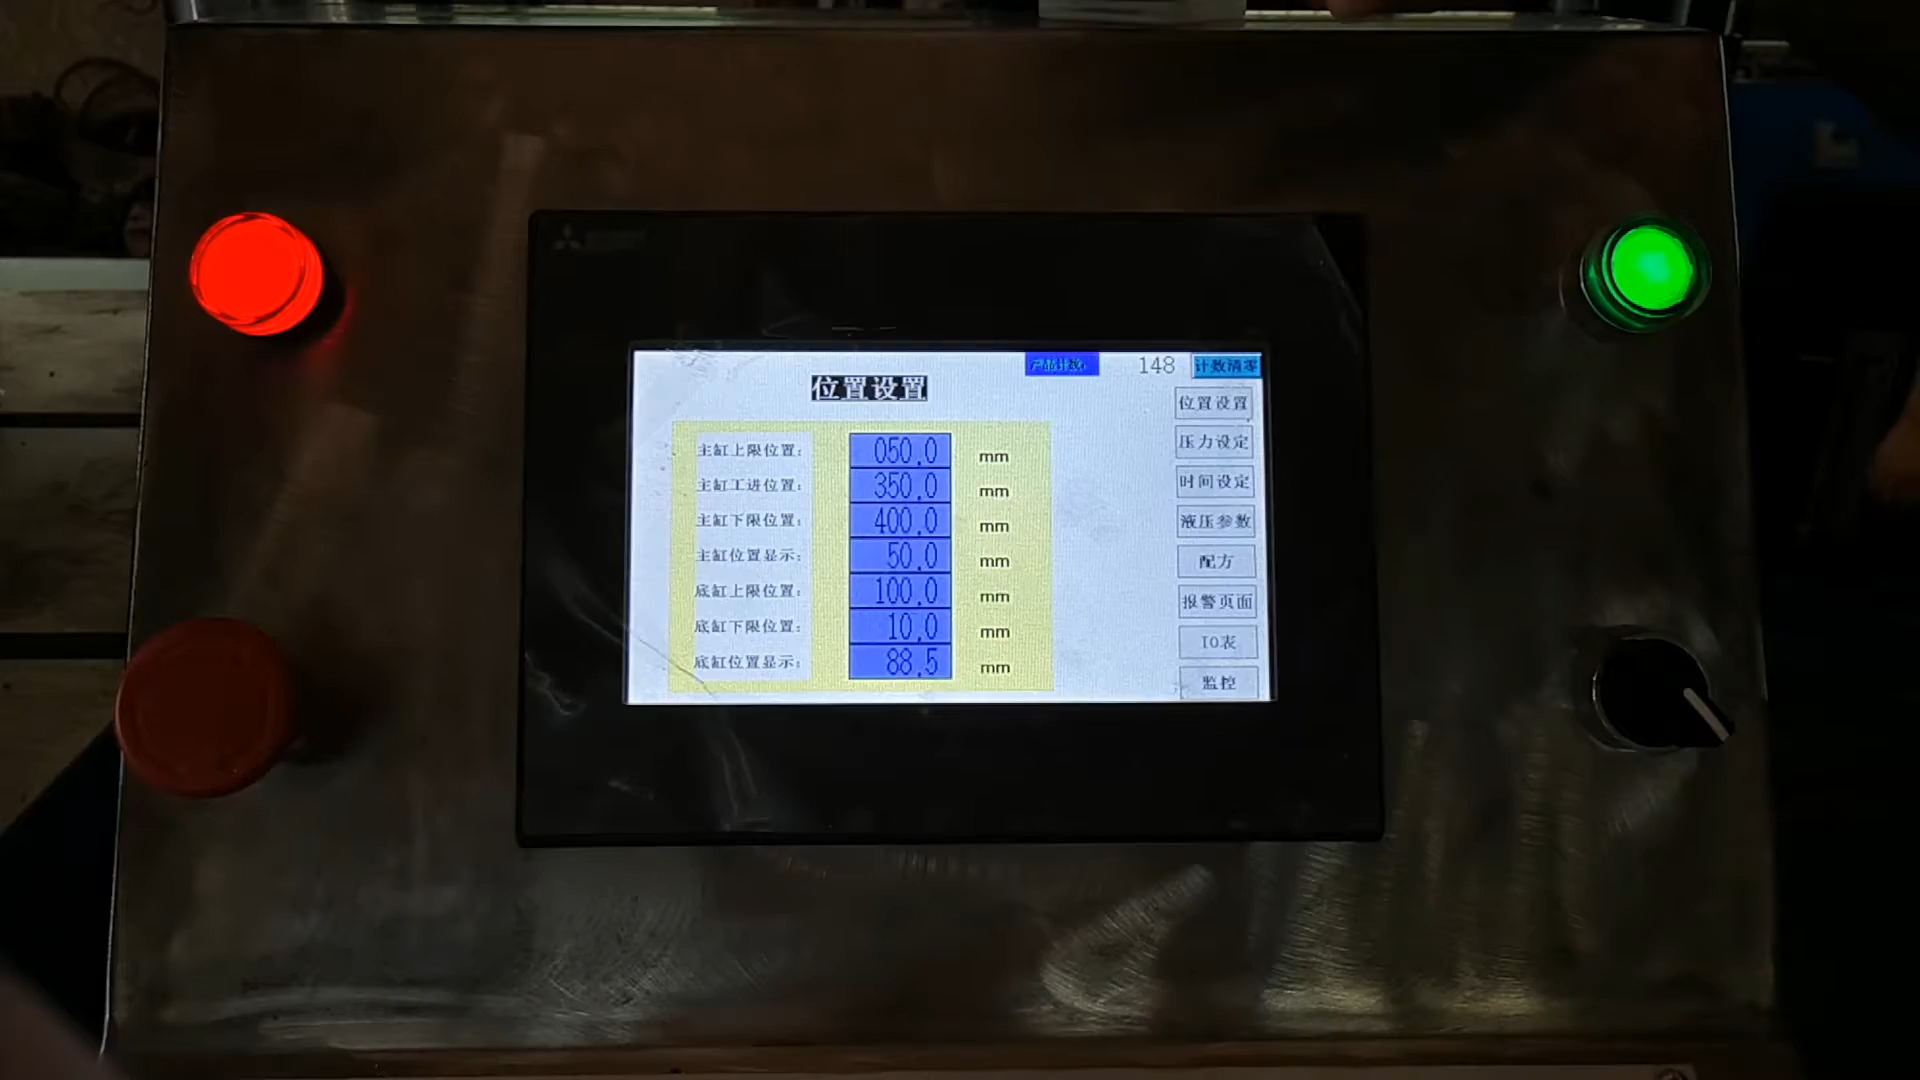 产品计数: 148 计数清零
位置设置
主缸上限位置: 050.0 mm
主缸工进位置: 350.0 mm
主缸下限位置: 400.0 mm
主缸位置显示: 50.0 mm
底缸上限位置: 100.0 mm
底缸下限位置: 10.0 mm
底缸位置显示: 88.5 mm
位置设置
压力设定
时间设定
液压参数
配方
报警页面
IO表
监控